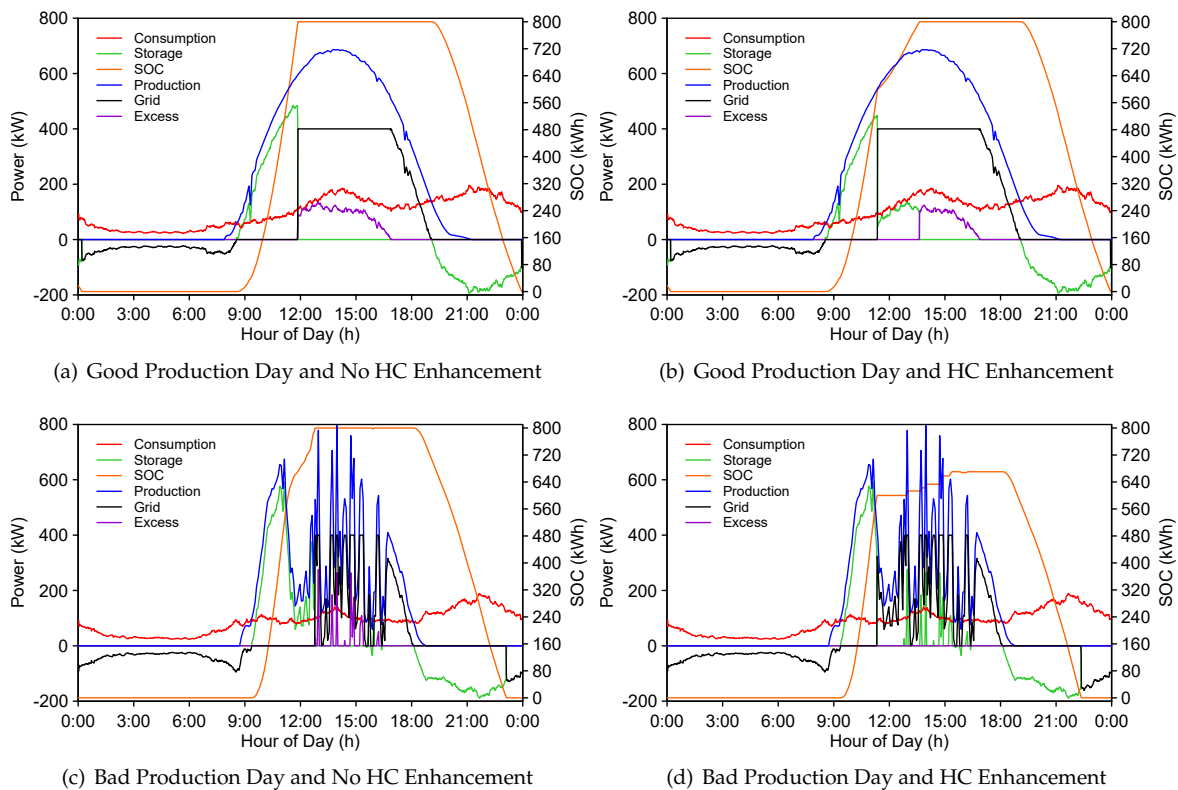 800
600
400
200
0
-200
Power (kW)
Consumption
Storage
SOC
Production
Grid
Excess
800
720
640
560
480
400
320
240
160
80
0
SOC (kWh)
0:00 3:00 6:00 9:00 12:00 15:00 18:00 21:00 0:00
Hour of Day (h)
(a) Good Production Day and No HC Enhancement
800
600
400
200
0
-200
Power (kW)
Consumption
Storage
SOC
Production
Grid
Excess
800
720
640
560
480
400
320
240
160
80
0
SOC (kWh)
0:00 3:00 6:00 9:00 12:00 15:00 18:00 21:00 0:00
Hour of Day (h)
(b) Good Production Day and HC Enhancement
800
600
400
200
0
-200
Power (kW)
Consumption
Storage
SOC
Production
Grid
Excess
800
720
640
560
480
400
320
240
160
80
0
SOC (kWh)
0:00 3:00 6:00 9:00 12:00 15:00 18:00 21:00 0:00
Hour of Day (h)
(c) Bad Production Day and No HC Enhancement
800
600
400
200
0
-200
Power (kW)
Consumption
Storage
SOC
Production
Grid
Excess
800
720
640
560
480
400
320
240
160
80
0
SOC (kWh)
0:00 3:00 6:00 9:00 12:00 15:00 18:00 21:00 0:00
Hour of Day (h)
(d) Bad Production Day and HC Enhancement